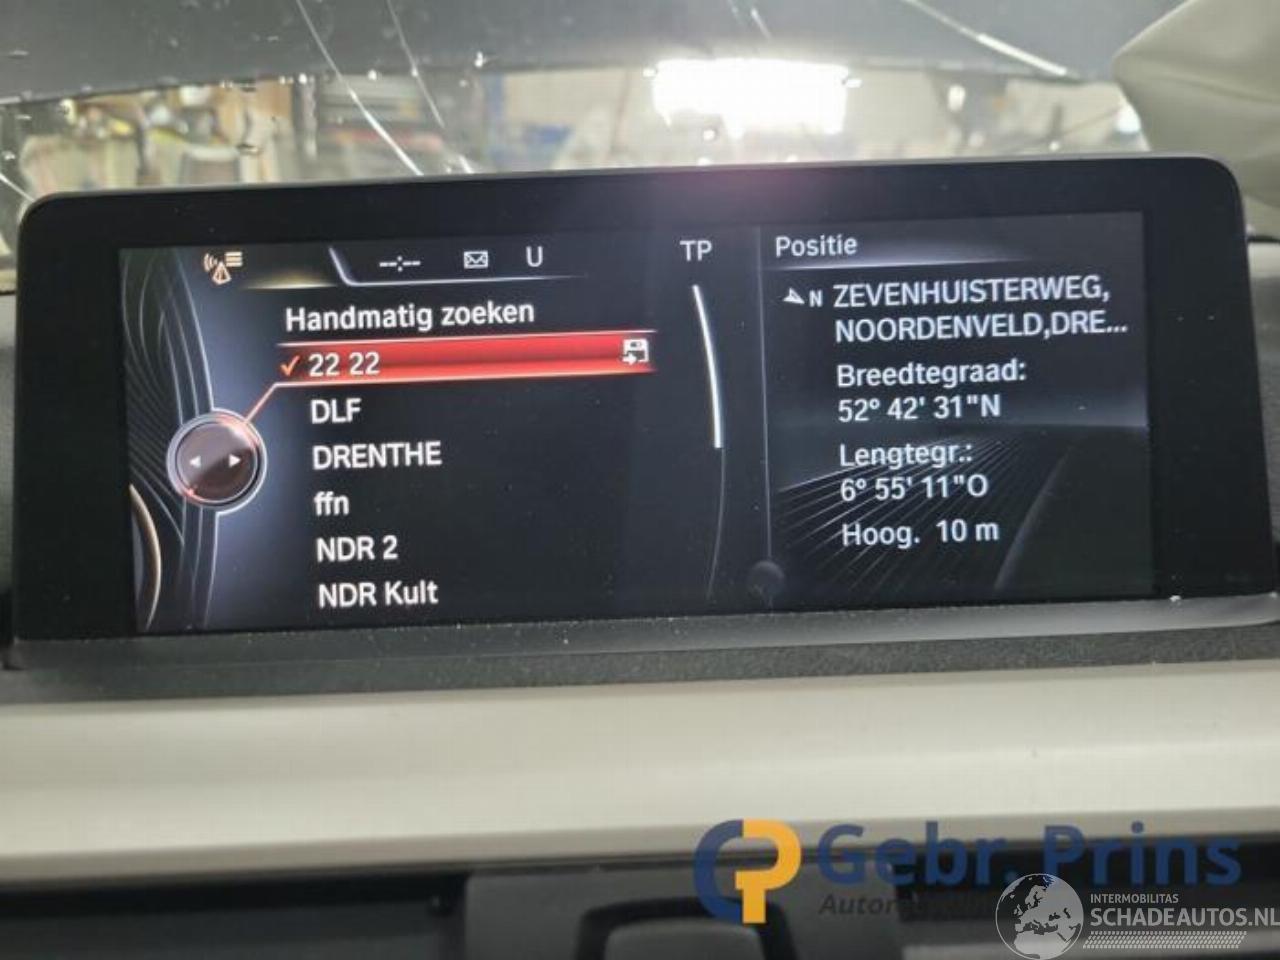 --:-- U TP
Handmatig zoeken
22 22
DLF
DRENTHE
ffn
NDR 2
NDR Kult
Positie
N ZEVENHUISTERWEG,
NOORDENVELD,DRE...
Breedtegraad:
52° 42' 31"N
Lengtegr.:
6° 55' 11"O
Hoog. 10 m
Gebr. Prins
INTERMOBILITAS
SCHADEAUTOS.NL